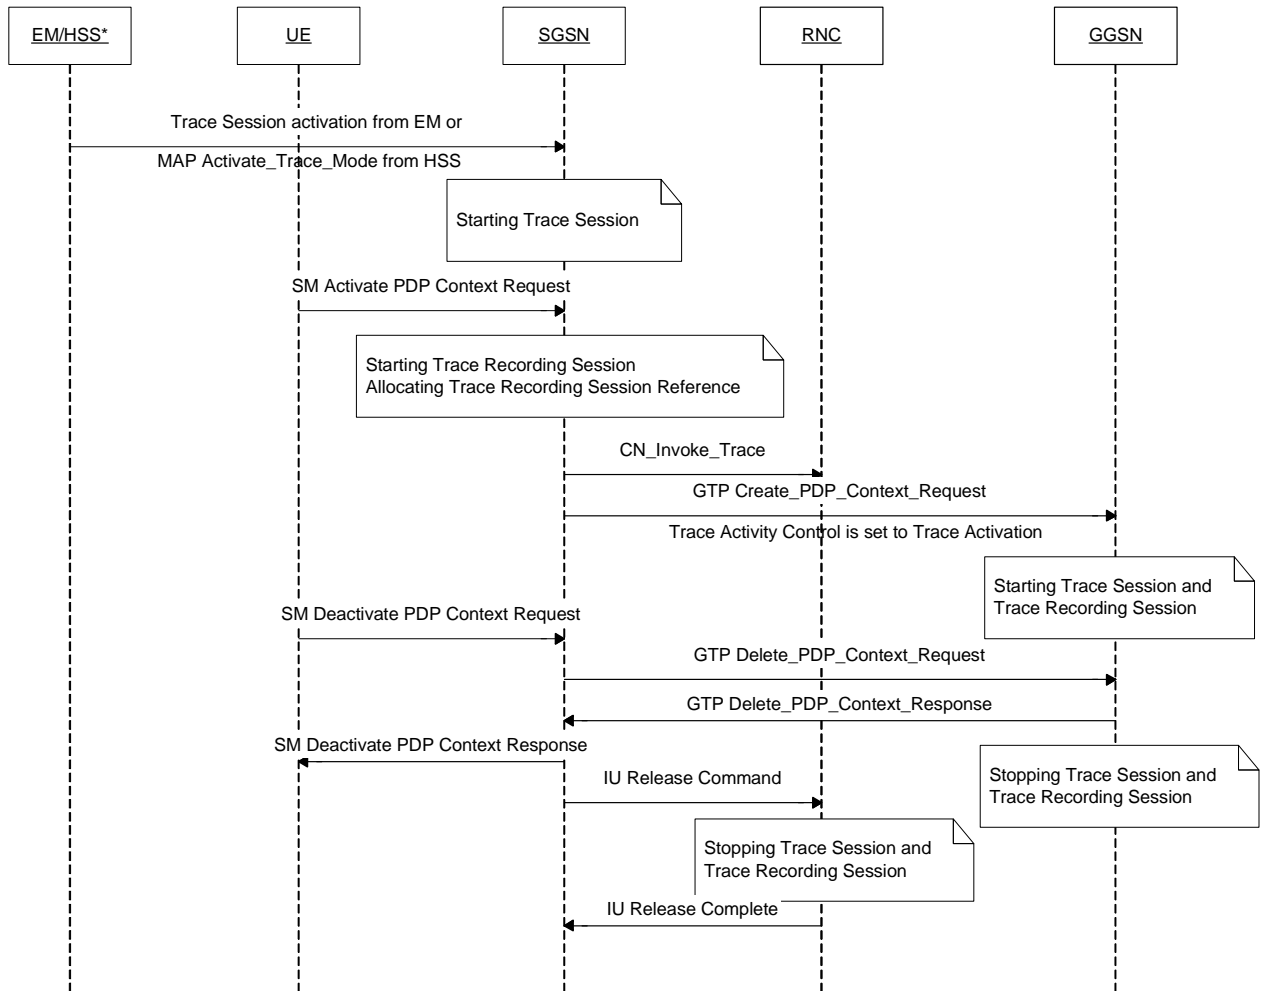 EM/HSS*
UE
SGSN
RNC
GGSN
Trace Session activation from EM or
MAP Activate_Trace_Mode from HSS
Starting Trace Session
SM Activate PDP Context Request
Starting Trace Recording Session
Allocating Trace Recording Session Reference
CN_Invoke_Trace
GTP Create_PDP_Context_Request
Trace Activity Control is set to Trace Activation
Starting Trace Session and
Trace Recording Session
SM Deactivate PDP Context Request
GTP Delete_PDP_Context_Request
GTP Delete_PDP_Context_Response
SM Deactivate PDP Context Response
Stopping Trace Session and
Trace Recording Session
IU Release Command
Stopping Trace Session and
Trace Recording Session
IU Release Complete